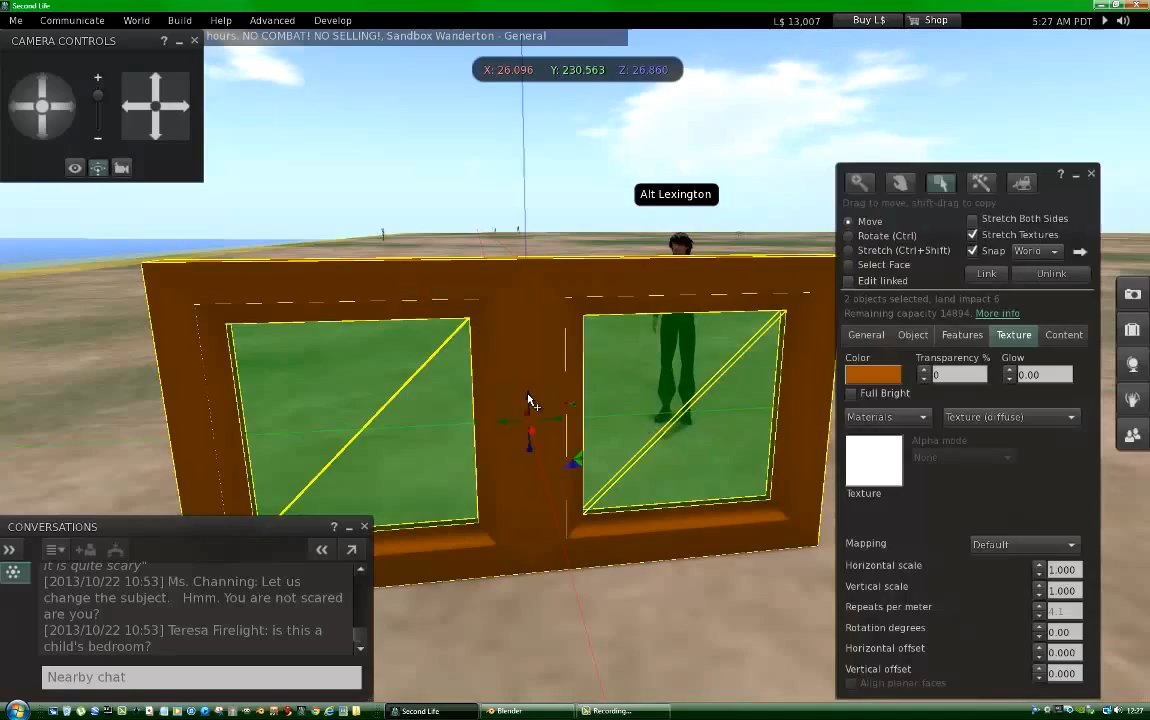 Second Life
Me Communicate World Build Help Advanced Develop
L$ 13,007 Buy L$ Shop 5:27 AM PDT
CAMERA CONTROLS ?
hours. NO COMBAT! NO SELLING!, Sandbox Wanderton - General
X: 26.096 Y: 230.563 Z: 26.860
Alt Lexington
?
Drag to move, shift-drag to copy
Move
Rotate (Ctrl)
Stretch (Ctrl+Shift)
Select Face
Edit linked
Stretch Both Sides
Stretch Textures
Snap World
Link Unlink
2 objects selected, land impact 6
Remaining capacity 14894. More info
General Object Features Texture Content
Color Transparency % Glow
0 0.00
Full Bright
Materials Texture (diffuse)
Alpha mode
None
Texture
Mapping Default
Horizontal scale 1.000
Vertical scale 1.000
Repeats per meter 4.1
Rotation degrees 0.00
Horizontal offset 0.000
Vertical offset 0.000
Align planar faces
CONVERSATIONS ?
it is quite scary"
[2013/10/22 10:53] Ms. Channing: Let us
change the subject. Hmm. You are not scared
are you?
[2013/10/22 10:53] Teresa Firelight: is this a
child's bedroom?
Nearby chat
Second Life Blender Recording... 12:27